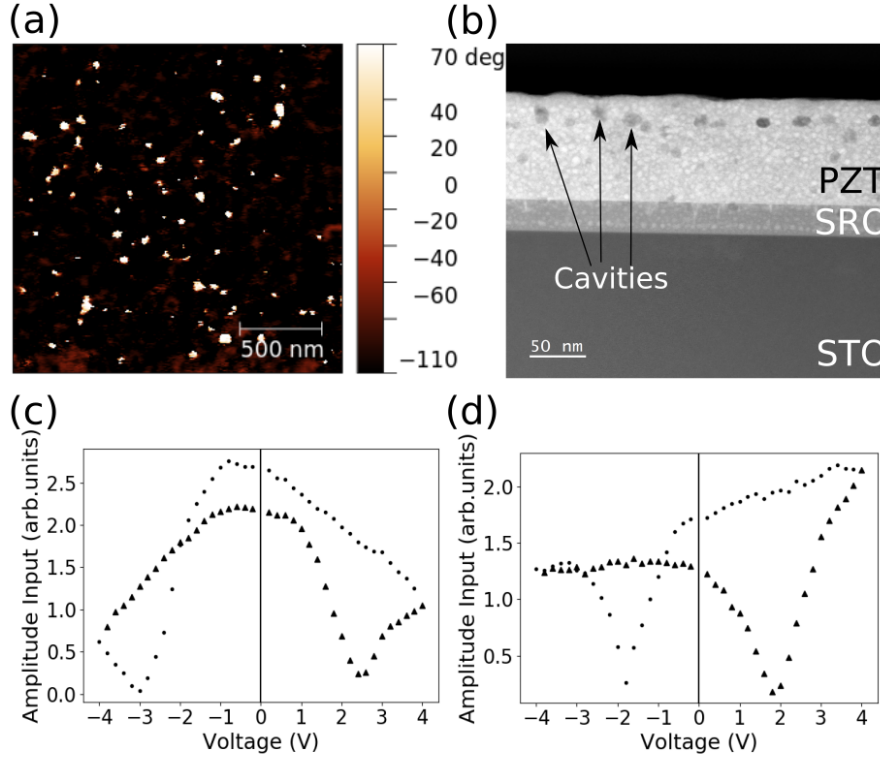 (a)
70 deg
40
20
0
−20
−40
−60
−110
500 nm
(b)
PZT
SRO
Cavities
50 nm
STO
(c)
Amplitude Input (arb.units)
2.5
2.0
1.5
1.0
0.5
0.0
−4 −3 −2 −1 0 1 2 3 4
Voltage (V)
(d)
Amplitude Input (arb.units)
2.0
1.5
1.0
0.5
−4 −3 −2 −1 0 1 2 3 4
Voltage (V)